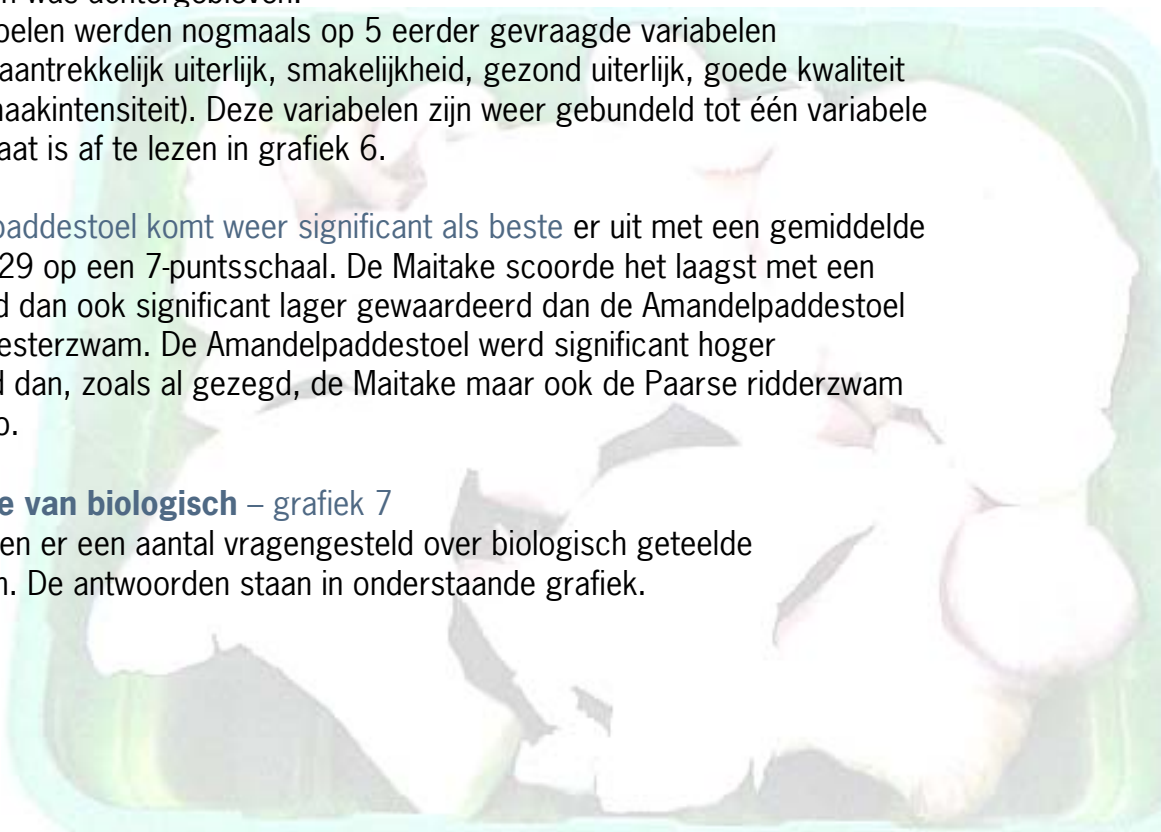 was achtergebleven.
oelen werden nogmaals op 5 eerder gevraagde variabelen
aantrekkelijk uiterlijk, smakelijkheid, gezond uiterlijk, goede kwaliteit
naakintensiteit). Deze variabelen zijn weer gebundeld tot één variabele
aat is af te lezen in grafiek 6.
paddestoel komt weer significant als beste er uit met een gemiddelde
29 op een 7-puntsschaal. De Maitake scoorde het laagst met een
d dan ook significant lager gewaardeerd dan de Amandelpaddestoel
esterzwam. De Amandelpaddestoel werd significant hoger
d dan, zoals al gezegd, de Maitake maar ook de Paarse ridderzwam
o.
e van biologisch – grafiek 7
en er een aantal vragengesteld over biologisch geteelde
n. De antwoorden staan in onderstaande grafiek.